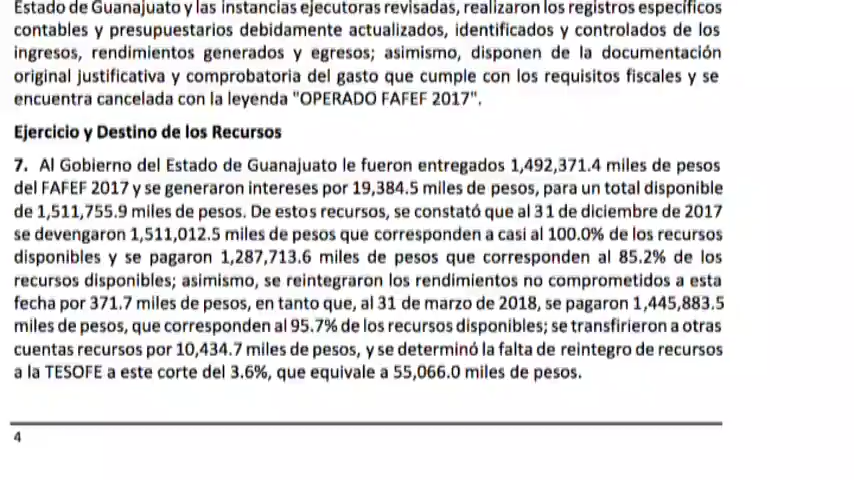 Estado de Guanajuato y las instancias ejecutoras revisadas, realizaron los registros específicos
contables y presupuestarios debidamente actualizados, identificados y controlados de los
ingresos, rendimientos generados y egresos; asimismo, disponen de la documentación
original justificativa y comprobatoria del gasto que cumple con los requisitos fiscales y se
encuentra cancelada con la leyenda "OPERADO FAFEF 2017".
Ejercicio y Destino de los Recursos
7. Al Gobierno del Estado de Guanajuato le fueron entregados 1,492,371.4 miles de pesos
del FAFEF 2017 y se generaron intereses por 19,384.5 miles de pesos, para un total disponible
de 1,511,755.9 miles de pesos. De estos recursos, se constató que al 31 de diciembre de 2017
se devengaron 1,511,012.5 miles de pesos que corresponden a casi al 100.0% de los recursos
disponibles y se pagaron 1,287,713.6 miles de pesos que corresponden al 85.2% de los
recursos disponibles; asimismo, se reintegraron los rendimientos no comprometidos a esta
fecha por 371.7 miles de pesos, en tanto que, al 31 de marzo de 2018, se pagaron 1,445,883.5
miles de pesos, que corresponden al 95.7% de los recursos disponibles; se transfirieron a otras
cuentas recursos por 10,434.7 miles de pesos, y se determinó la falta de reintegro de recursos
a la TESOFE a este corte del 3.6%, que equivale a 55,066.0 miles de pesos.
4